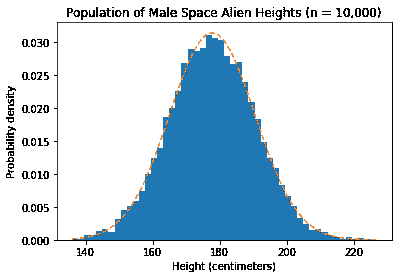 Population of Male Space Alien Heights (n = 10,000)
0.030
0.025
0.020
0.015
0.010
0.005
0.000
Probability density
140 160 180 200 220
Height (centimeters)